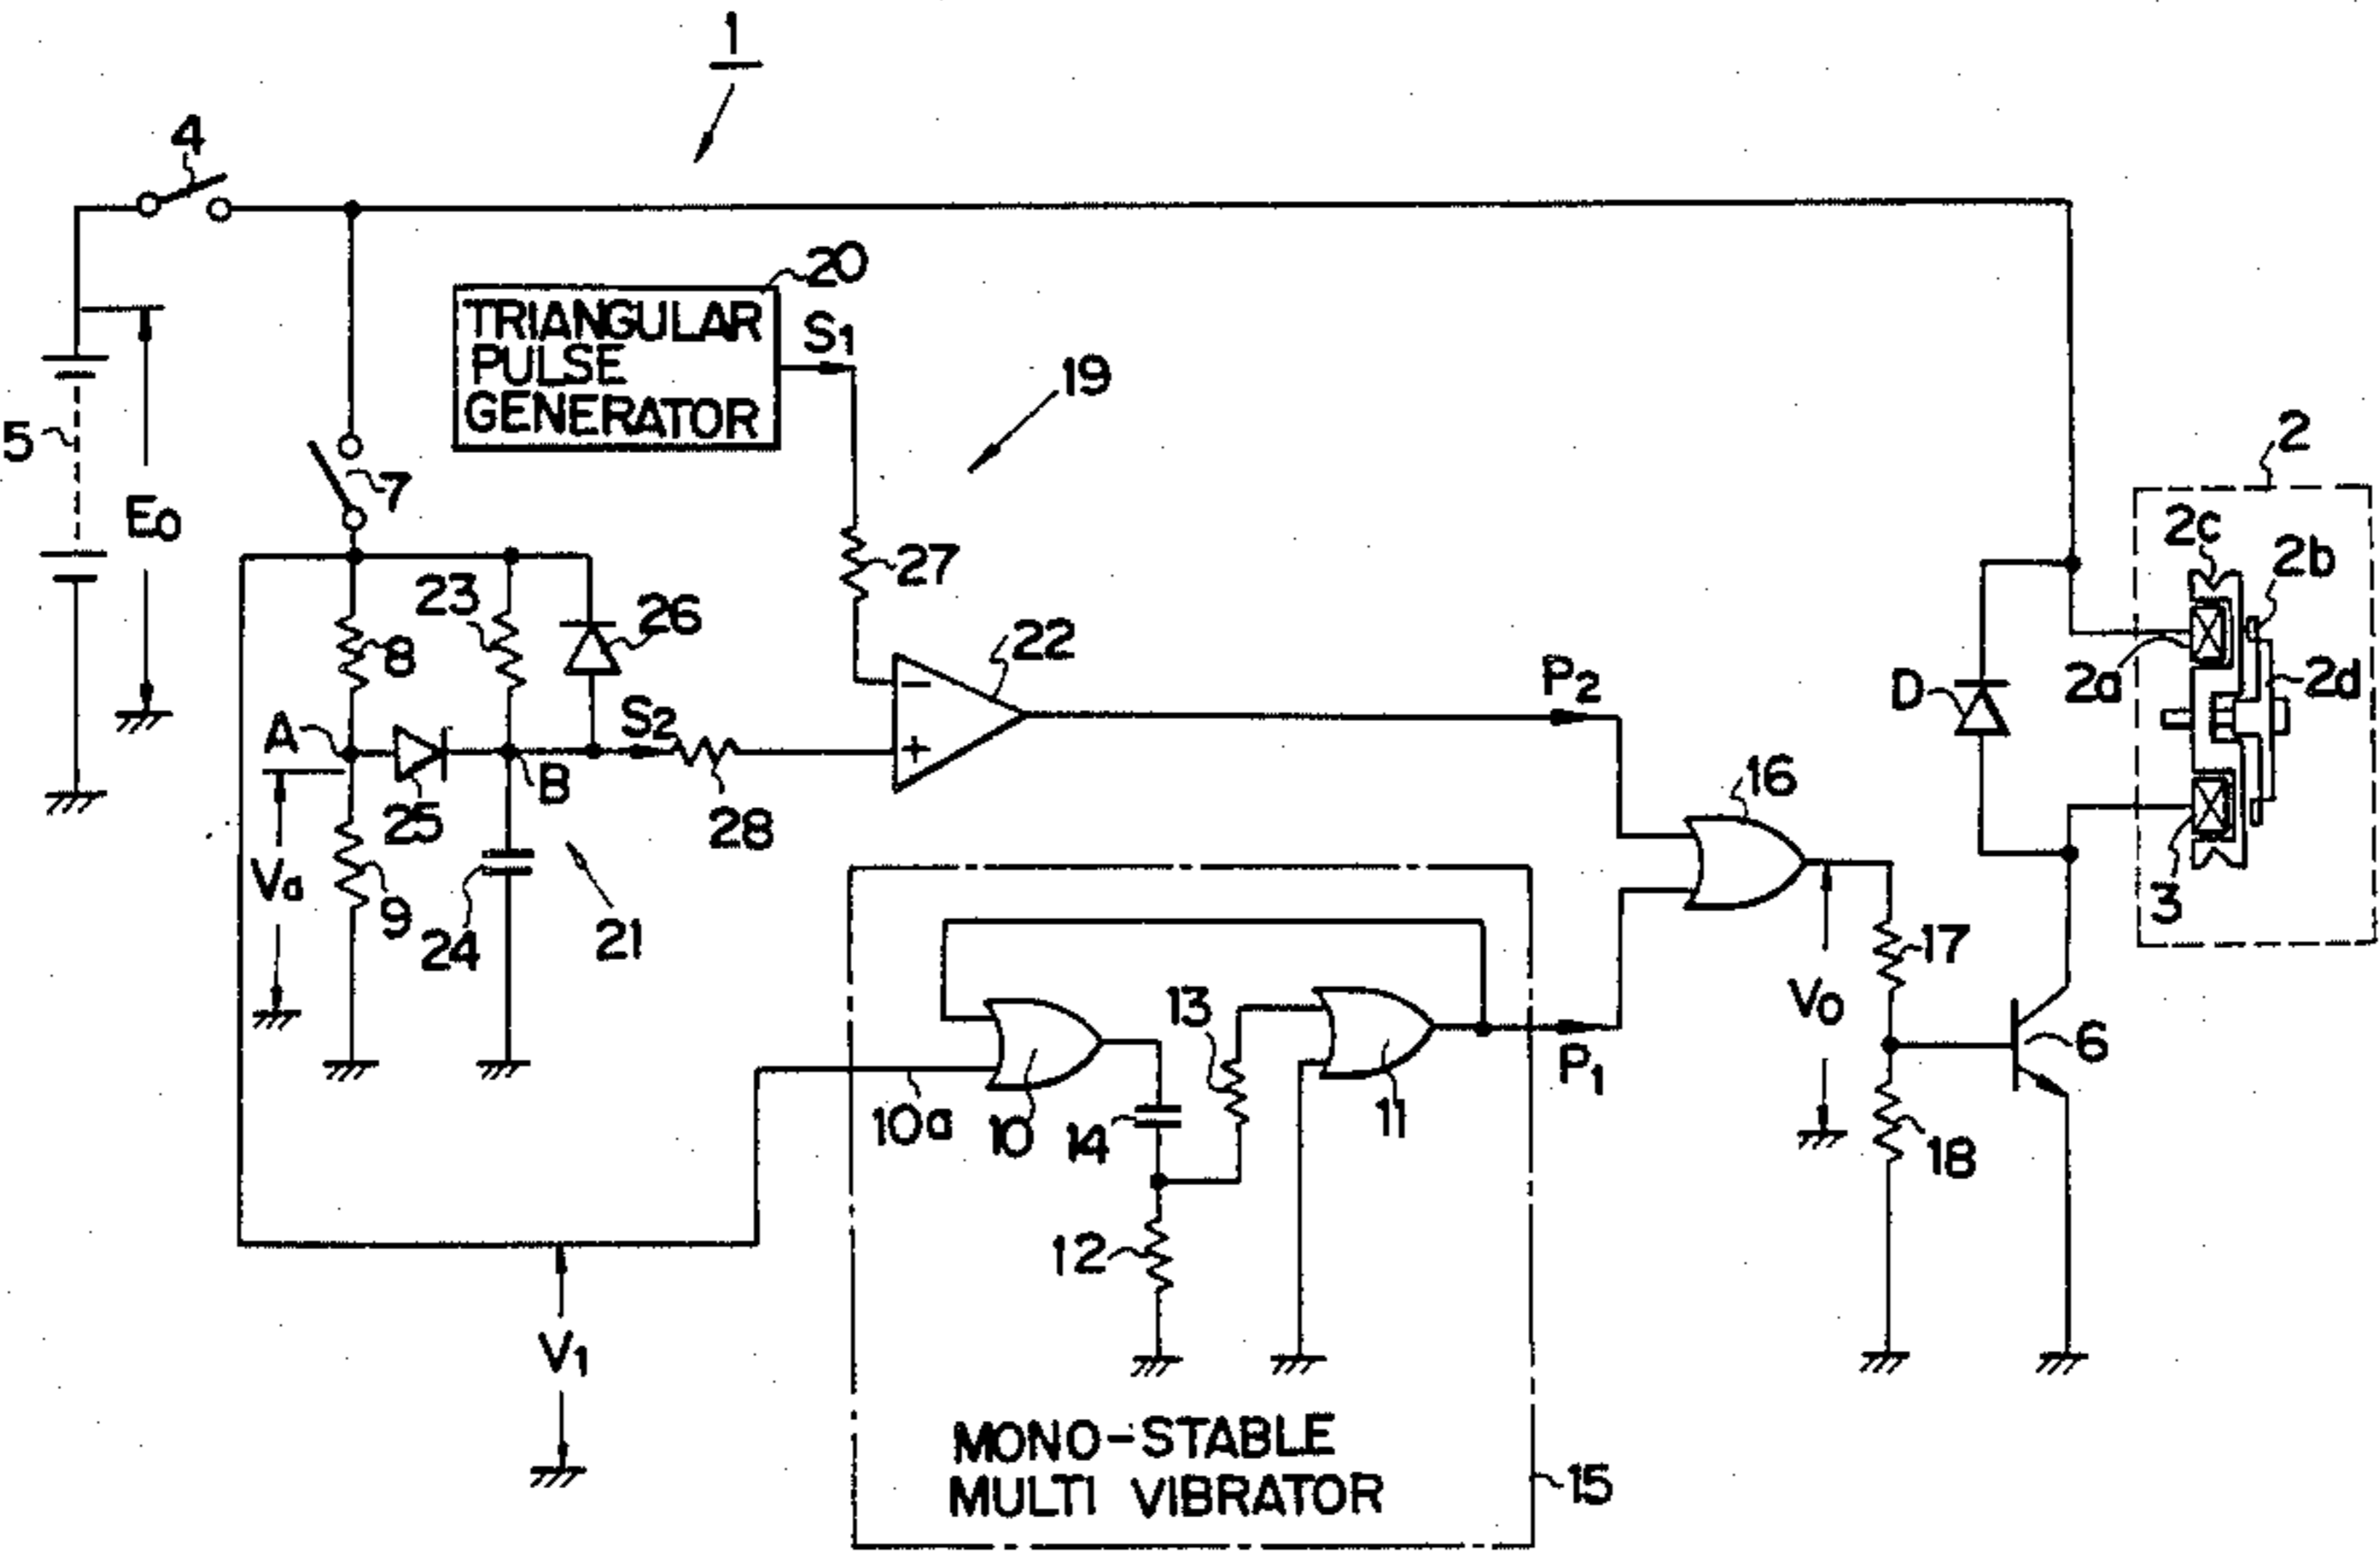 1
4
20
TRIANGULAR
PULSE
GENERATOR
S1
19
5
E0
7
2
2c
2b
27
23
26
8
22
2a
2d
D
A
S2
P2
B
25
28
16
Va
9
24
21
3
17
13
V0
6
P1
10a
10
14
11
18
12
V1
MONO-STABLE
MULTI VIBRATOR
15